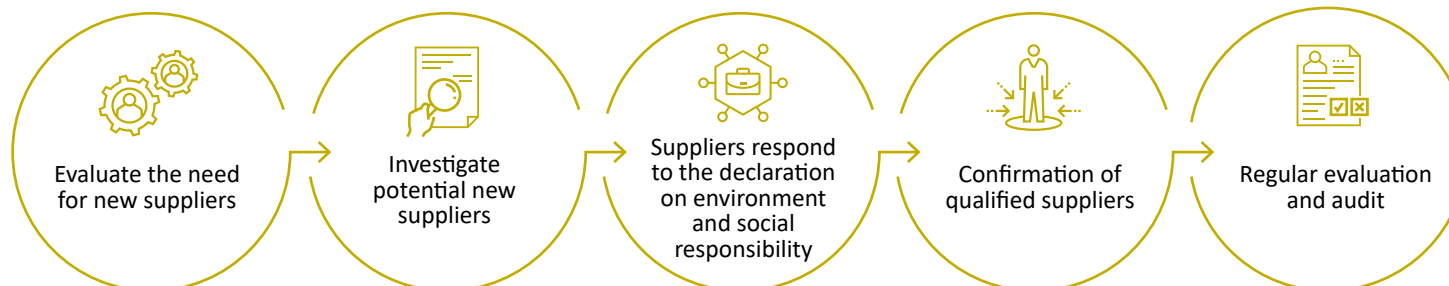 Evaluate the need
for new suppliers
Investigate
potential new
suppliers
Suppliers respond
to the declaration
on environment
and social
responsibility
Confirmation of
qualified suppliers
Regular evaluation
and audit